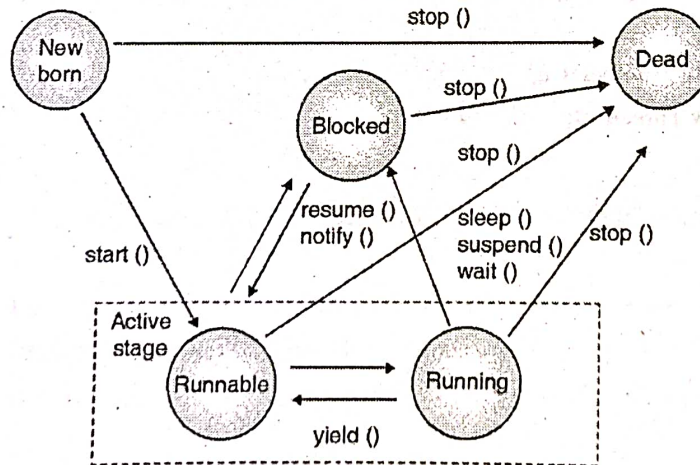 stop ()
New
born
Dead
Blocked
stop ()
stop ()
resume ()
notify ()
sleep ()
suspend ()
wait ()
stop ()
start ()
Active
stage
Runnable
Running
yield ()